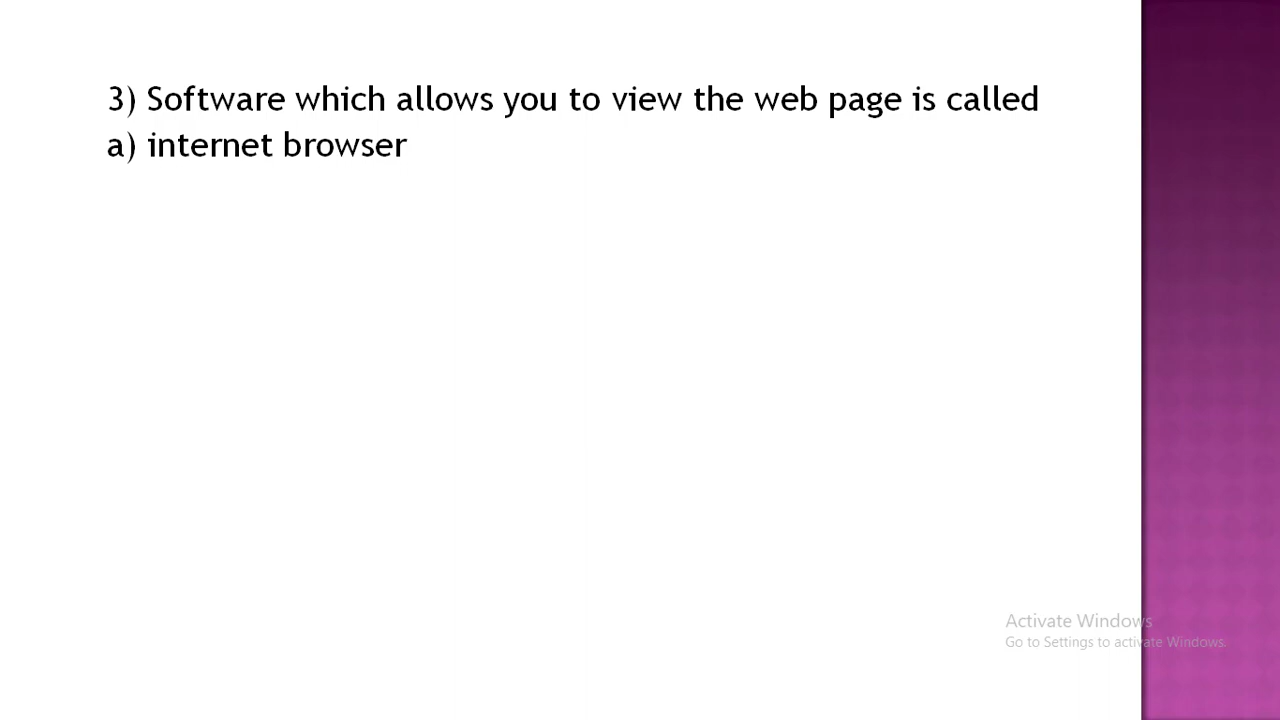 3) Software which allows you to view the web page is called
a) internet browser
Activate Windows
Go to Settings to activate Windows.